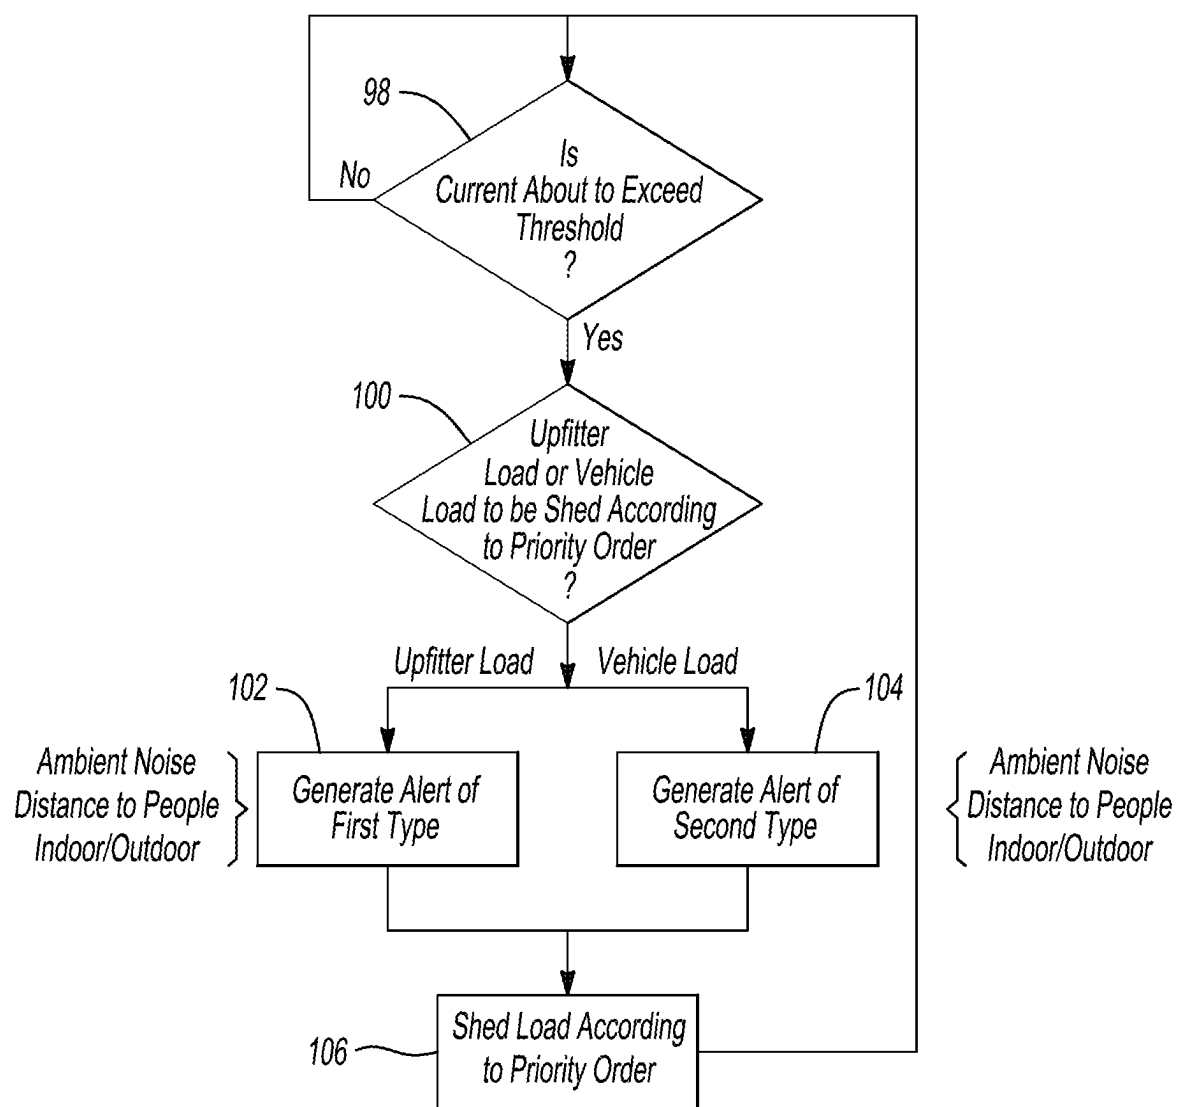 98
No
Is
Current About to Exceed
Threshold
?
Yes
100
Upfitter
Load or Vehicle
Load to be Shed According
to Priority Order
?
Upfitter Load
Vehicle Load
102
104
Ambient Noise
Distance to People
Indoor/Outdoor
Generate Alert of
First Type
Generate Alert of
Second Type
Ambient Noise
Distance to People
Indoor/Outdoor
106
Shed Load According
to Priority Order